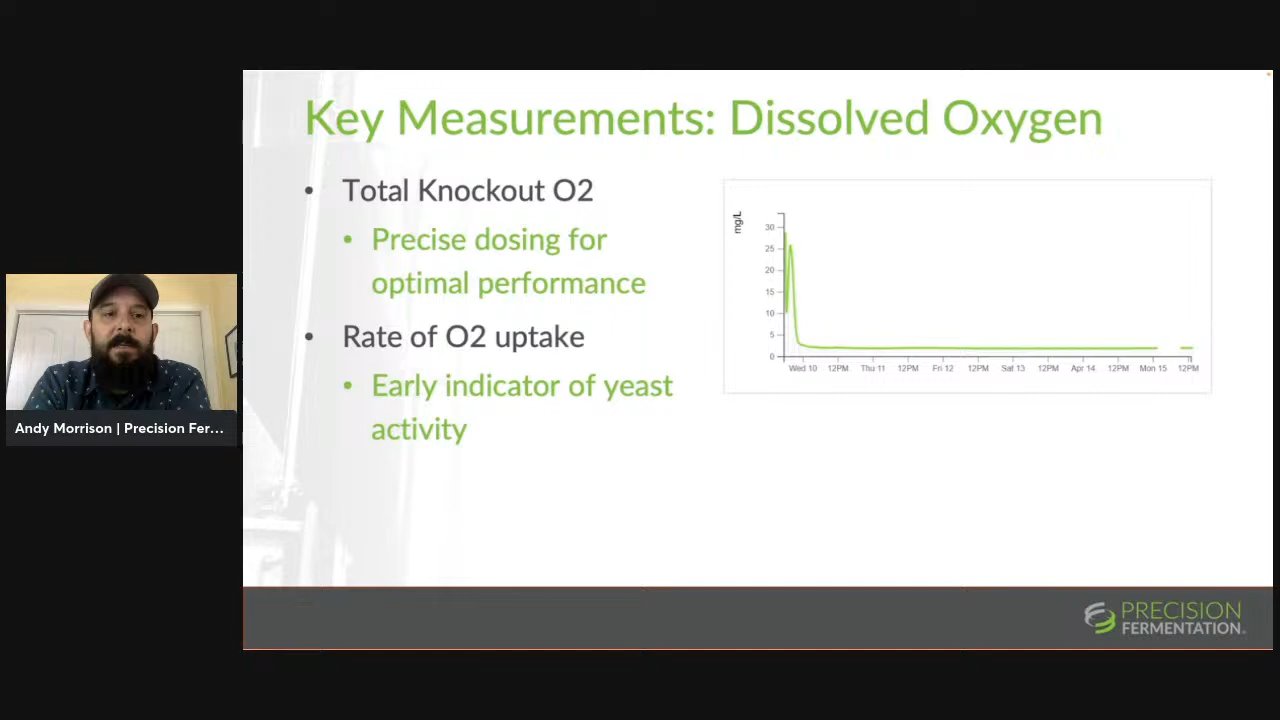 Key Measurements: Dissolved Oxygen
• Total Knockout O2
• Precise dosing for
optimal performance
• Rate of O2 uptake
• Early indicator of yeast
activity
mg/L
30
25
20
15
10
5
0
Wed 10 12PM Thu 11 12PM Fri 12 12PM Sat 13 12PM Apr 14 12PM Mon 15 12PM
Andy Morrison | Precision Fer...
PRECISION
FERMENTATION